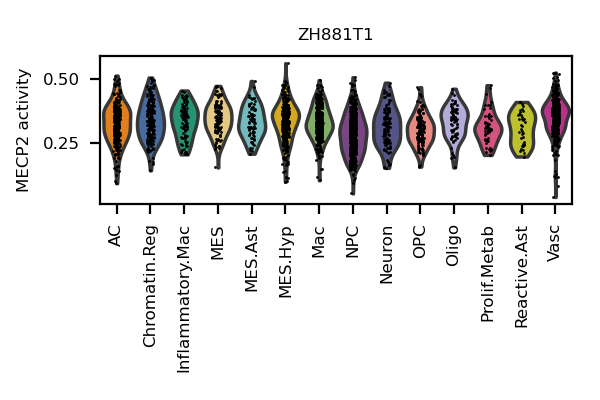 ZH881T1
MECP2 activity
0.50
0.25
AC
Chromatin.Reg
Inflammatory.Mac
MES
MES.Ast
MES.Hyp
Mac
NPC
Neuron
OPC
Oligo
Prolif.Metab
Reactive.Ast
Vasc